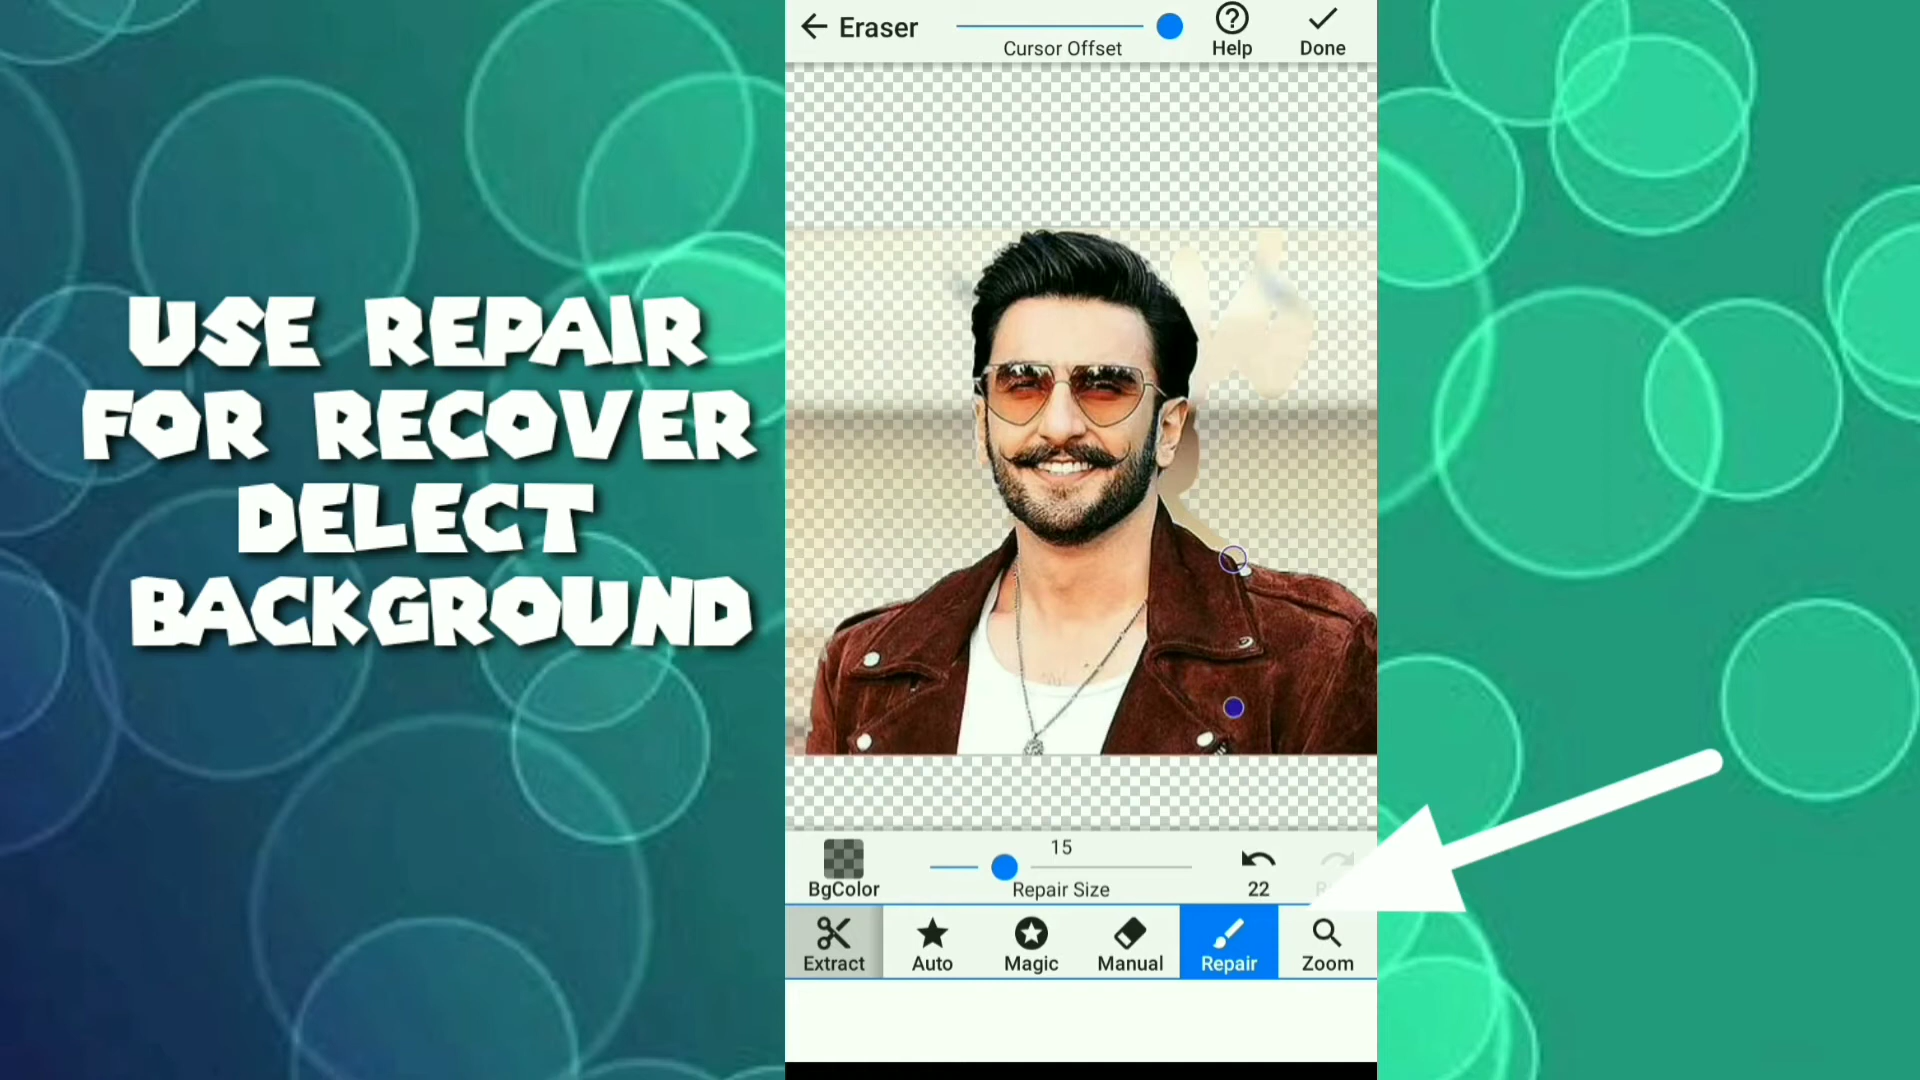 Eraser
Cursor Offset
Help
Done
USE REPAIR
FOR RECOVER
DELECT
BACKGROUND
15
BgColor
Repair Size
22
Extract
Auto
Magic
Manual
Repair
Zoom